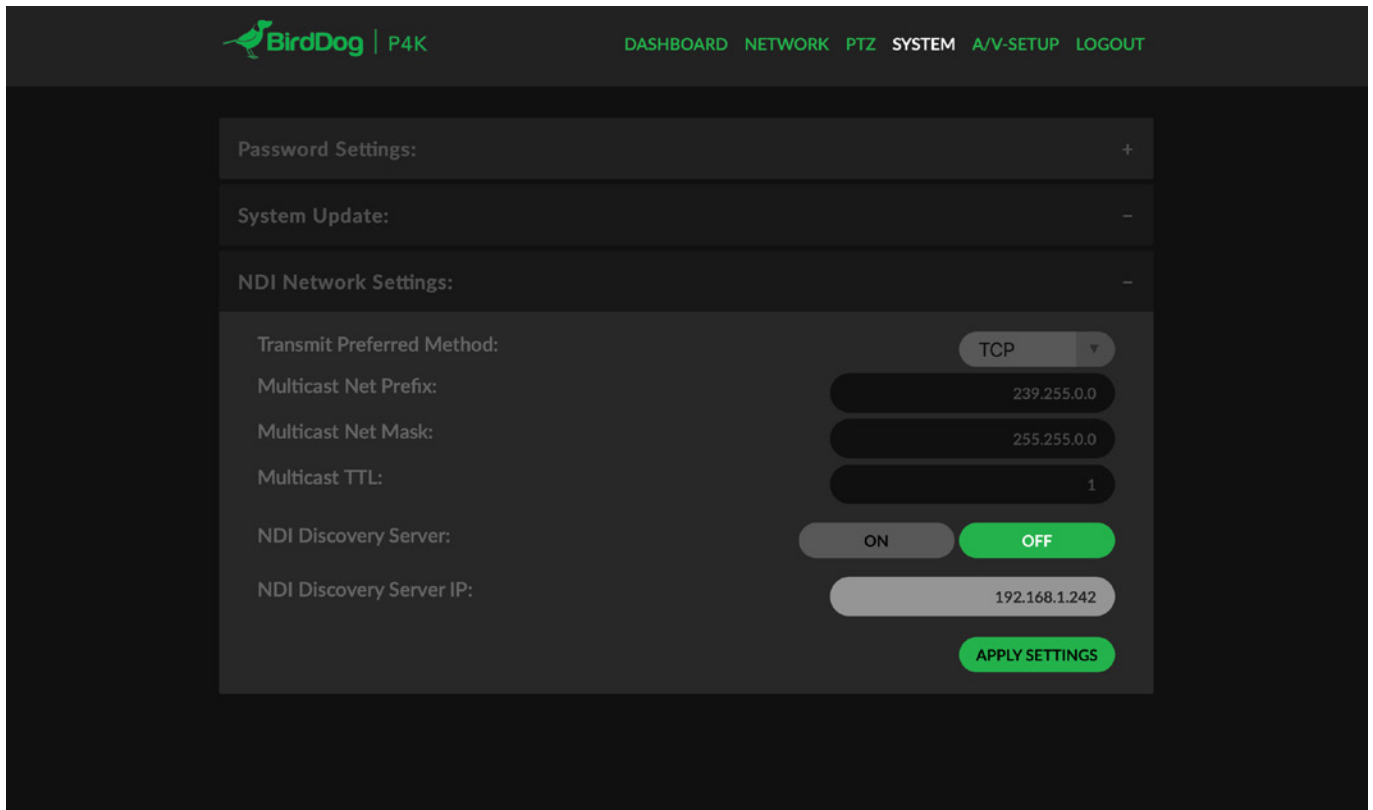 BirdDog | P4K
DASHBOARD NETWORK PTZ SYSTEM A/V-SETUP LOGOUT
Password Settings: +
System Update: –
NDI Network Settings: –
Transmit Preferred Method: TCP ▼
Multicast Net Prefix: 239.255.0.0
Multicast Net Mask: 255.255.0.0
Multicast TTL: 1
NDI Discovery Server: ON OFF
NDI Discovery Server IP: 192.168.1.242
APPLY SETTINGS